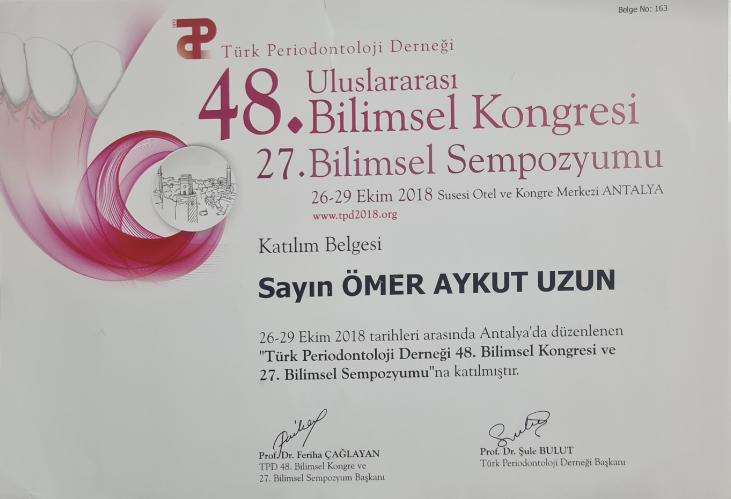 Belge No: 163
Türk Periodontoloji Derneği
48. Uluslararası
Bilimsel Kongresi
27. Bilimsel Sempozyumu
26-29 Ekim 2018 Susesi Otel ve Kongre Merkezi ANTALYA
www.tpd2018.org
Katılım Belgesi
Sayın ÖMER AYKUT UZUN
26-29 Ekim 2018 tarihleri arasında Antalya'da düzenlenen
"Türk Periodontoloji Derneği 48. Bilimsel Kongresi ve
27. Bilimsel Sempozyumu"na katılmıştır.
Prof. Dr. Feriha ÇAĞLAYAN
TPD 48. Bilimsel Kongre ve
27. Bilimsel Sempozyum Başkanı
Prof. Dr. Şule BULUT
Türk Periodontoloji Derneği Başkanı